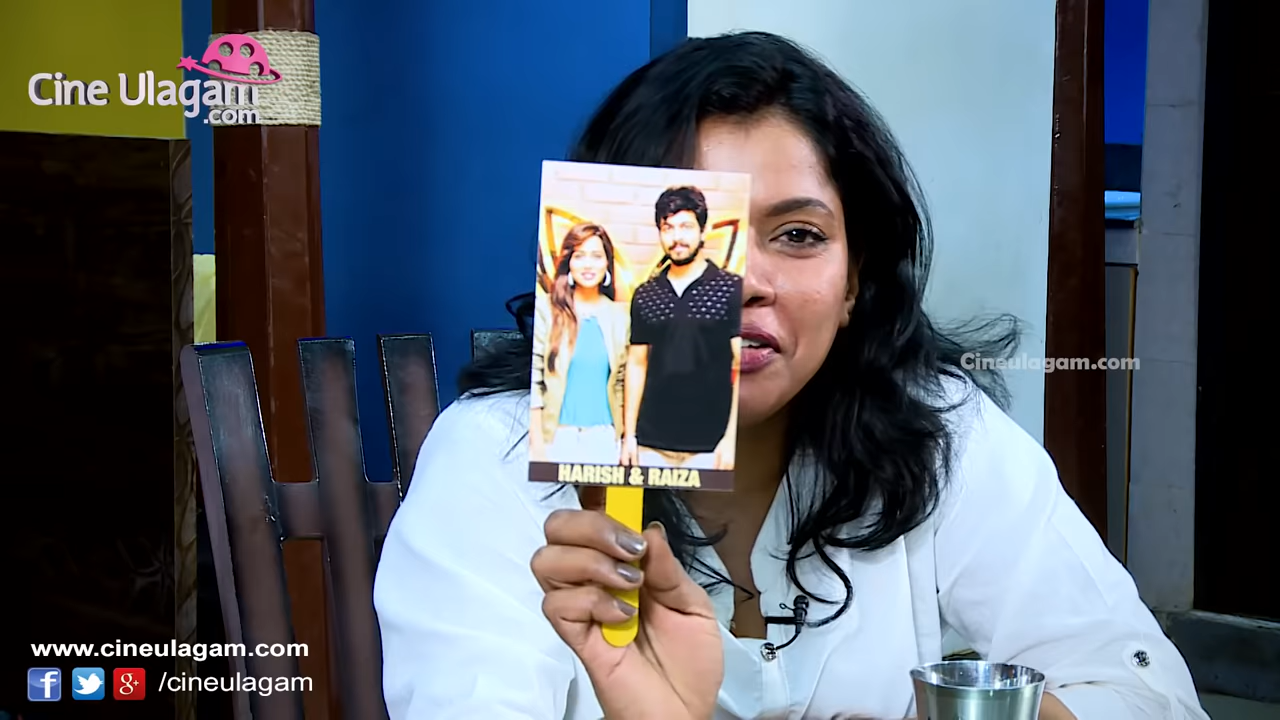 Cine Ulagam
.com
HARISH & RAIZA
Cineulagam.com
www.cineulagam.com
f g+ /cineulagam